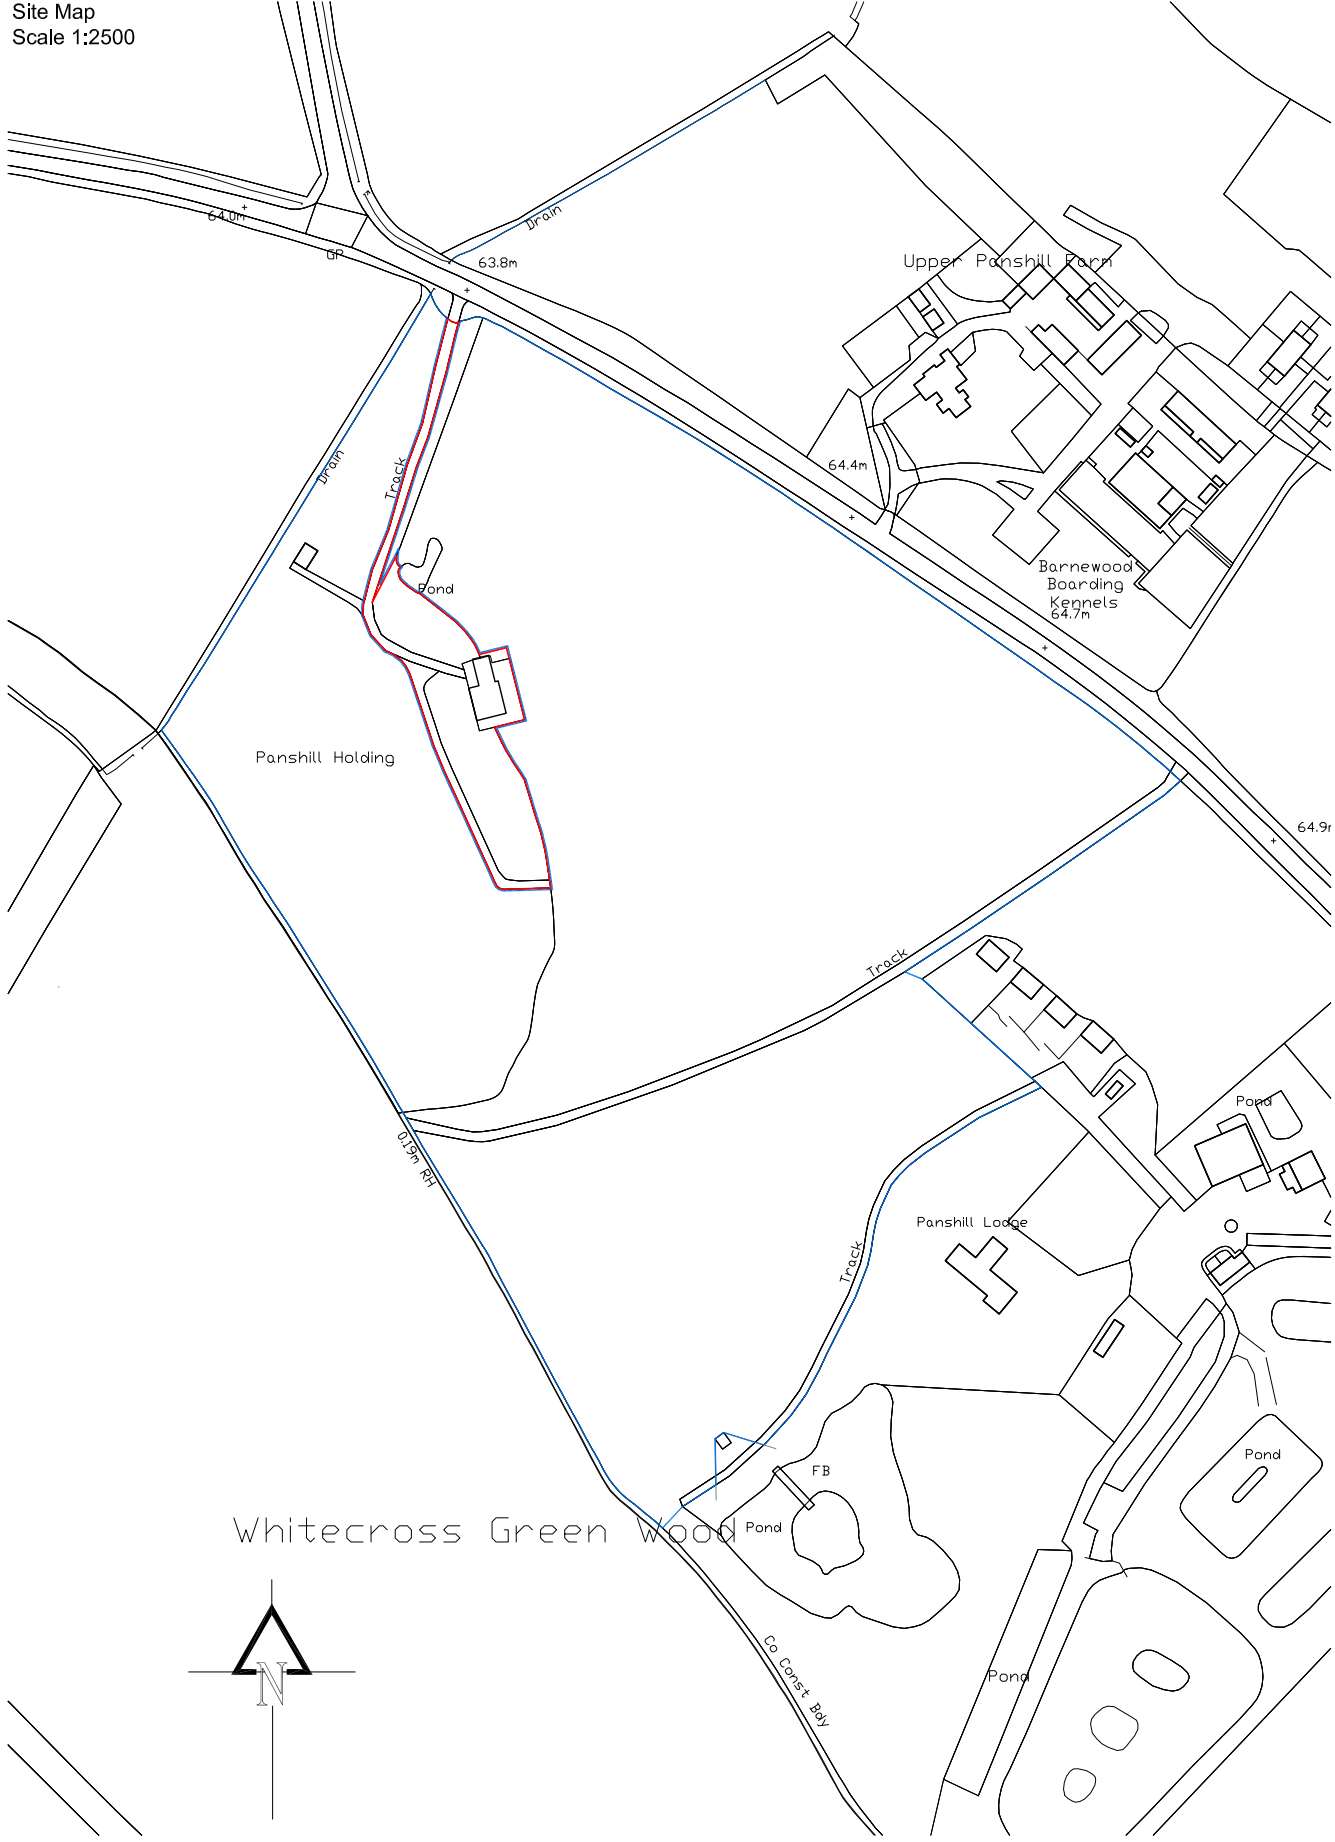 Site Map
Scale 1:2500
64.0m
GP
63.8m
Drain
Upper Panshill Farm
Drain
Track
64.4m
Pond
Barnewood
Boarding
Kennels
64.7m
Panshill Holding
64.9m
Track
0.19m RH
Pond
Panshill Lodge
Track
Pond
FB
Pond
Whitecross Green Wood
Co Const Bdy
Pond
N